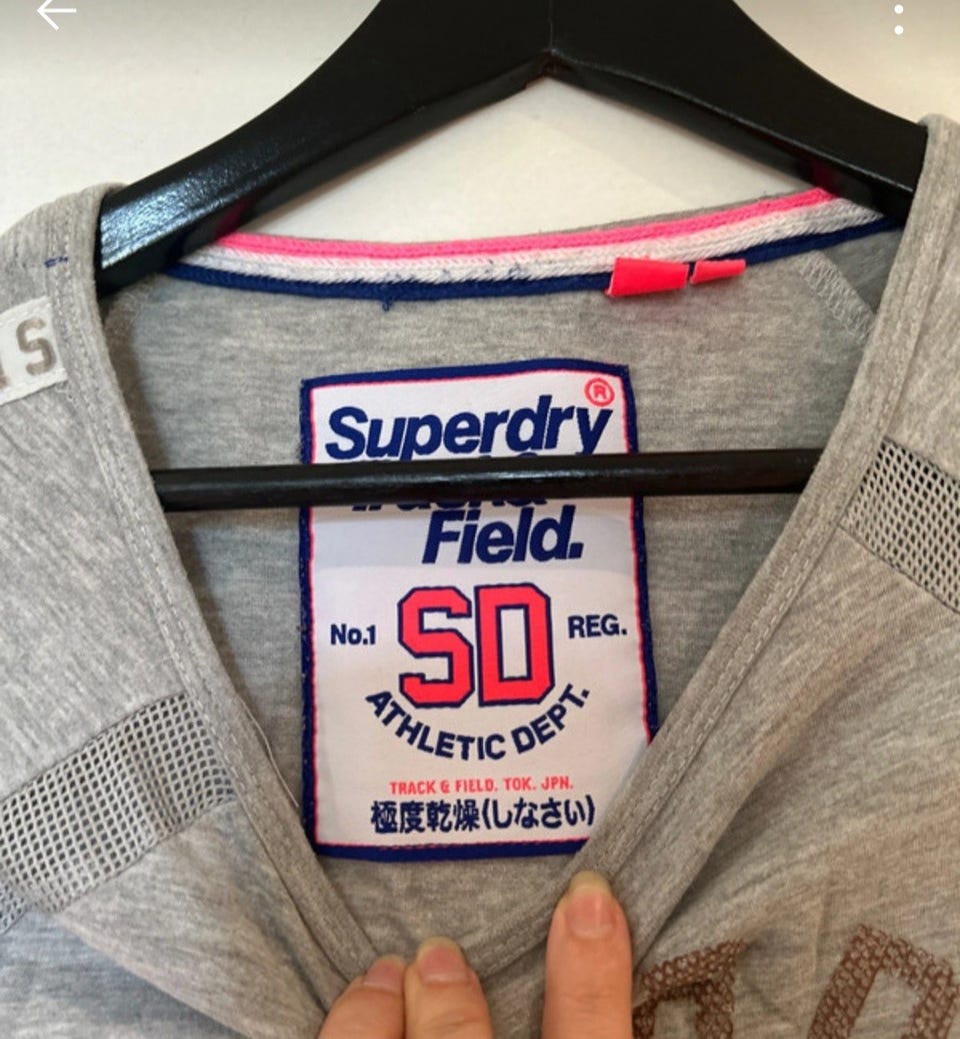 S
Superdry®
Track &
Field.
No.1 SD REG.
ATHLETIC DEPT.
TRACK & FIELD. TOK. JPN.
極度乾燥(しなさい)